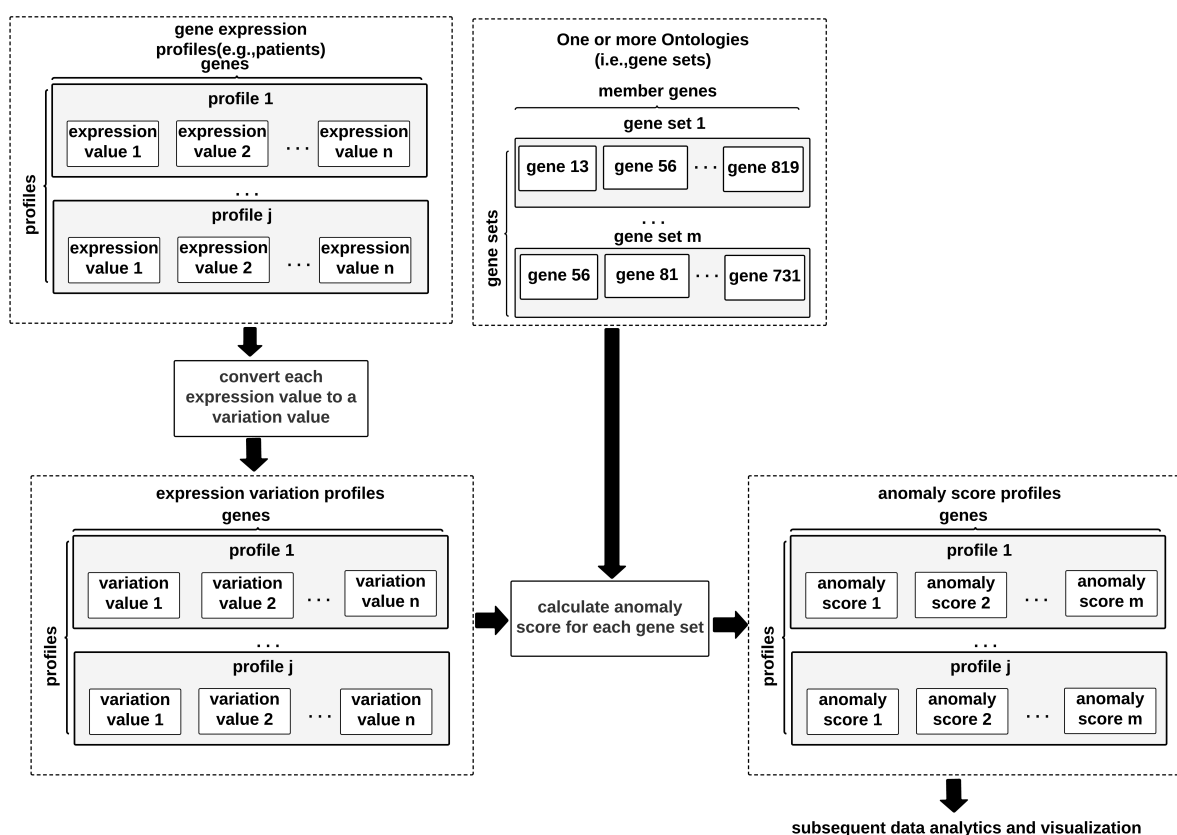 gene expression
profiles(e.g.,patients)
genes
profiles
profile 1
expression
value 1
expression
value 2
. . .
expression
value n
. . .
profile j
expression
value 1
expression
value 2
. . .
expression
value n
One or more Ontologies
(i.e.,gene sets)
member genes
gene sets
gene set 1
gene 13
gene 56
. . .
gene 819
. . .
gene set m
gene 56
gene 81
. . .
gene 731
convert each
expression value to a
variation value
expression variation profiles
genes
profiles
profile 1
variation
value 1
variation
value 2
. . .
variation
value n
. . .
profile j
variation
value 1
variation
value 2
. . .
variation
value n
calculate anomaly
score for each gene set
anomaly score profiles
genes
profiles
profile 1
anomaly
score 1
anomaly
score 2
. . .
anomaly
score m
. . .
profile j
anomaly
score 1
anomaly
score 2
. . .
anomaly
score m
subsequent data analytics and visualization